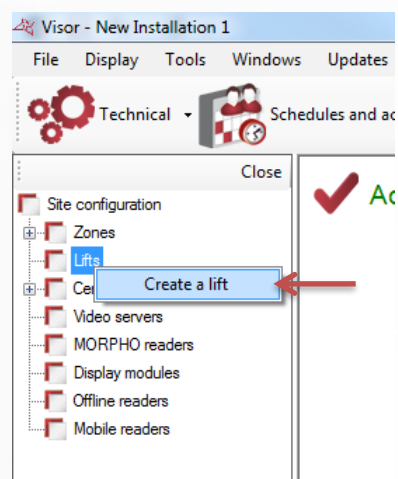 Visor - New Installation 1
File Display Tools Windows Updates
Technical Schedules and
Close
Site configuration
Zones
Lifts
Create a lift
Video servers
MORPHO readers
Display modules
Offline readers
Mobile readers